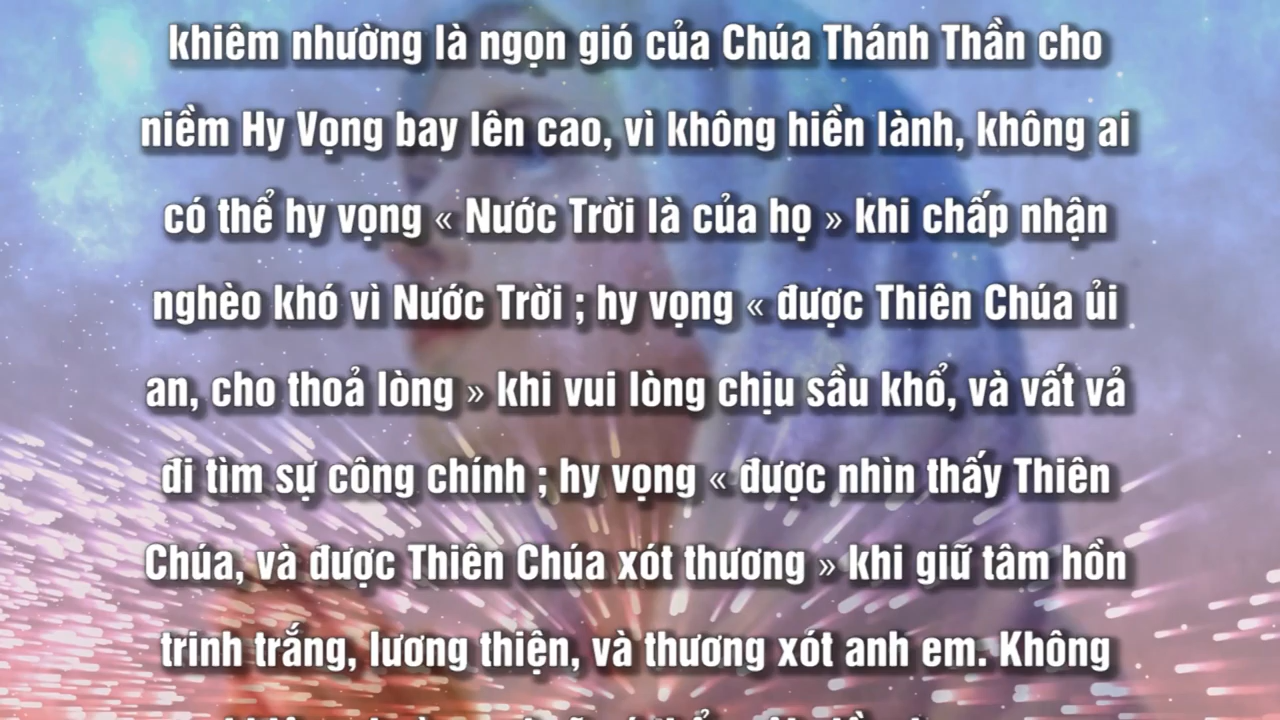 khiêm nhường là ngọn gió của Chúa Thánh Thần cho
niềm Hy Vọng bay lên cao, vì không hiền lành, không ai
có thể hy vọng « Nước Trời là của họ » khi chấp nhận
nghèo khó vì Nước Trời ; hy vọng « được Thiên Chúa ủi
an, cho thoả lòng » khi vui lòng chịu sầu khổ, và vất vả
đi tìm sự công chính ; hy vọng « được nhìn thấy Thiên
Chúa, và được Thiên Chúa xót thương » khi giữ tâm hồn
trinh trắng, lương thiện, và thương xót anh em. Không